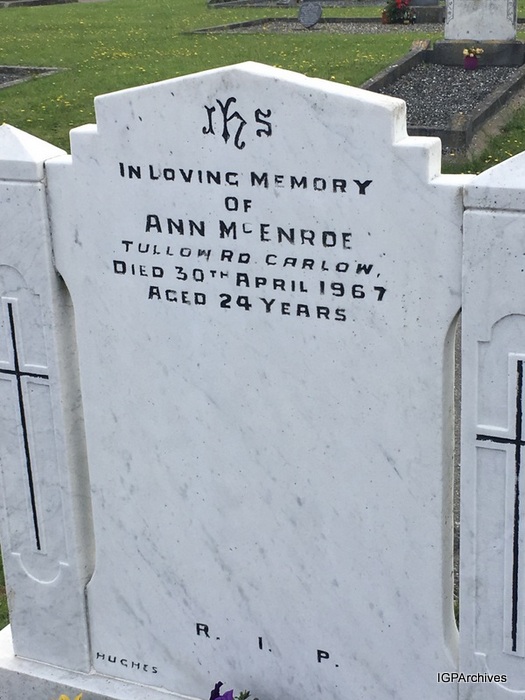 IHS
IN LOVING MEMORY
OF
ANN McENROE
TULLOW RD. CARLOW,
DIED 30TH APRIL 1967
AGED 24 YEARS
R. I. P.
HUGHES
IGPArchives